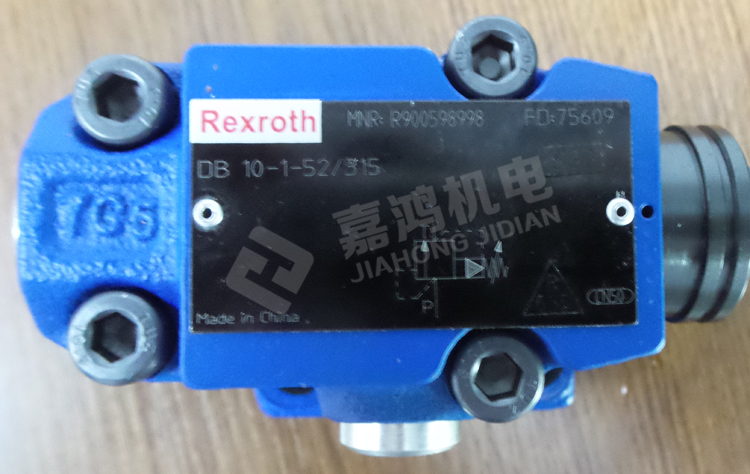 Rexroth MNR: R900598998 FD: 75609
DB 10-1-52/315
7C5
嘉鸿机电
JIAHONG JIDIAN
P
Made in China